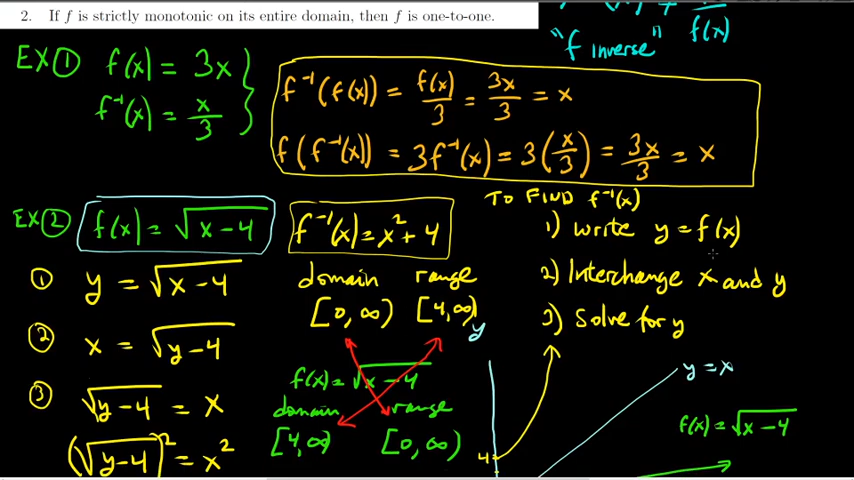 2. If f is strictly monotonic on its entire domain, then f is one-to-one.
"f inverse"
f(x)
EX① f(x) = 3x
f⁻¹(x) = x/3
f⁻¹(f(x)) = f(x)/3 = 3x/3 = x
f(f⁻¹(x)) = 3f⁻¹(x) = 3(x/3) = 3x/3 = x
EX② f(x) = √(x-4)
f⁻¹(x) = x² + 4
TO FIND f⁻¹(x)
1) Write y = f(x)
2) Interchange x and y
3) Solve for y
① y = √(x-4)
② x = √(y-4)
③ √(y-4) = x
(√(y-4))² = x²
domain range
[0, ∞) [4, ∞)
f(x) = √(x-4)
domain range
[4, ∞) [0, ∞)
y
y = x
f(x) = √(x-4)
4